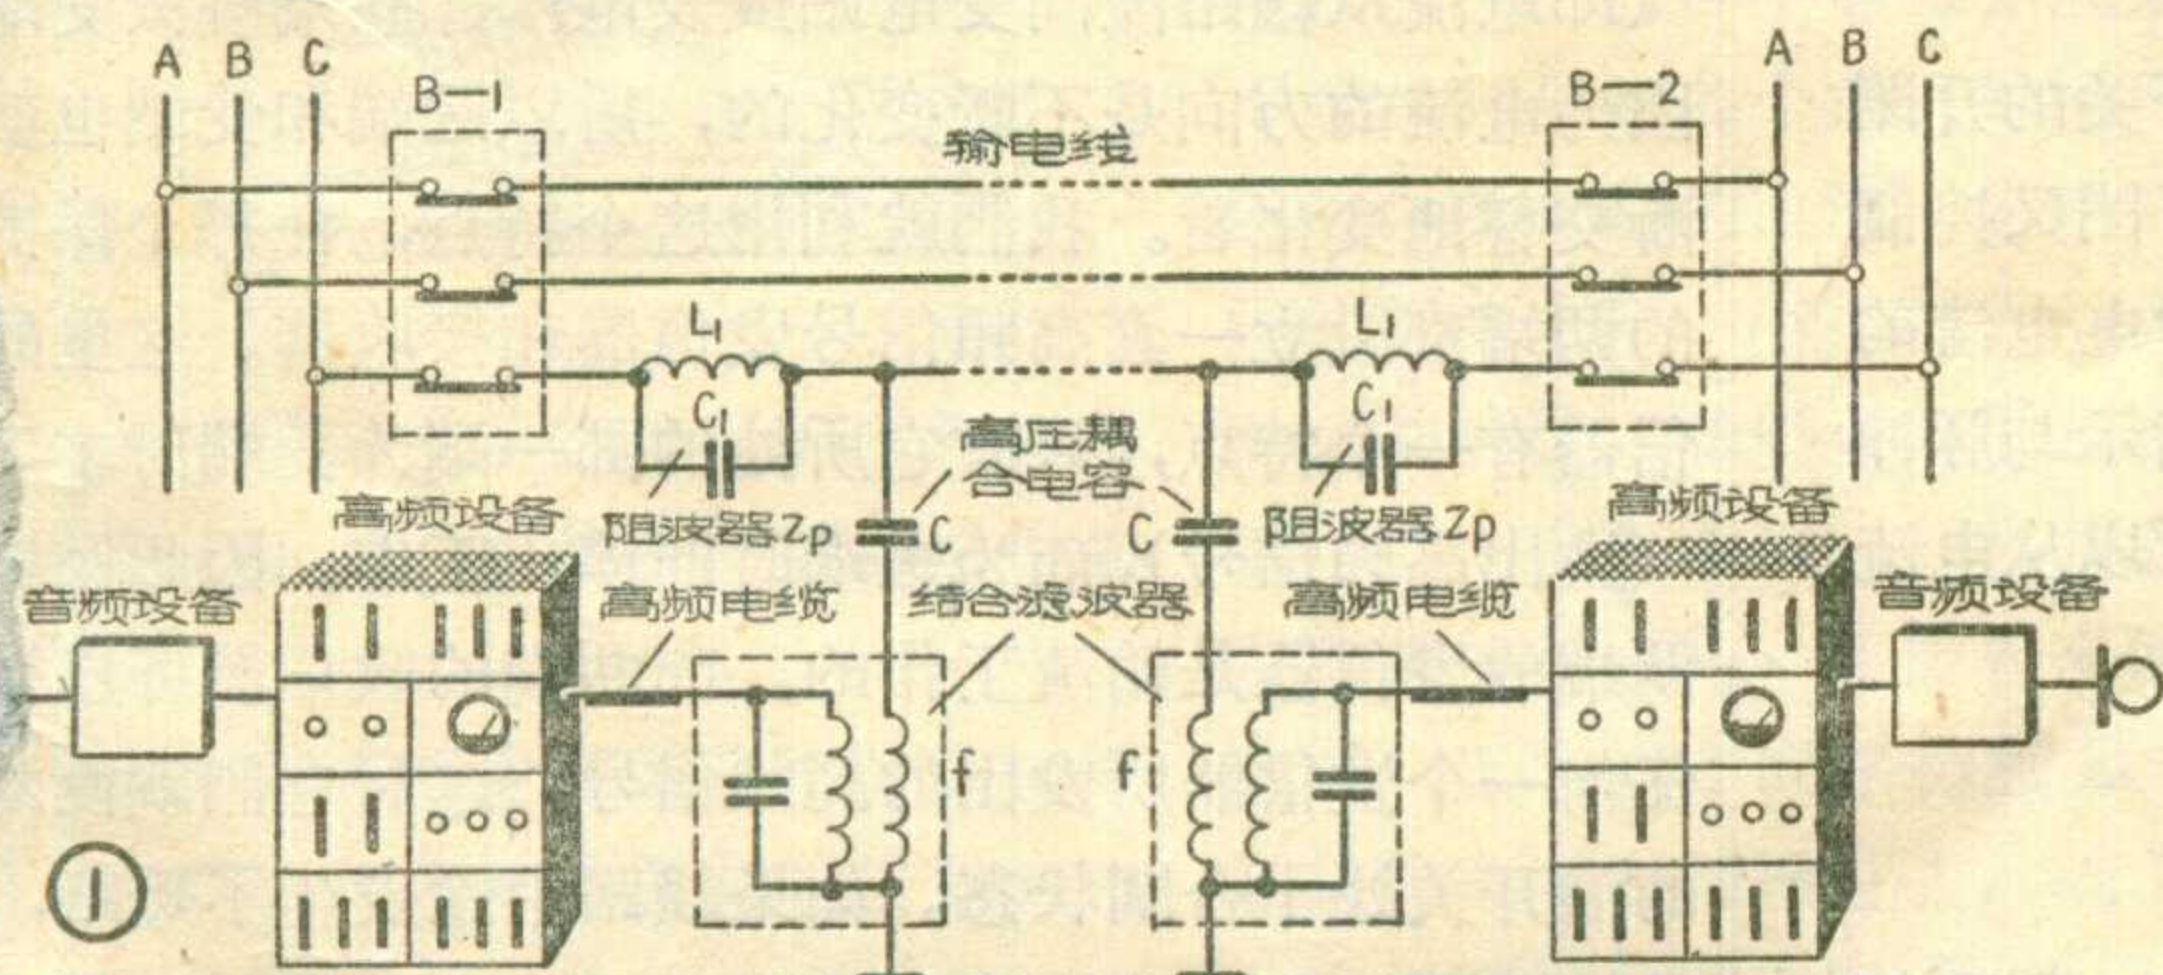 A B C
B—1
输电线
B—2
A B C
L₁
L₁
C₁
C₁
高压耦
合电容
高频设备
阻波器Zp
C
C
阻波器Zp
高频设备
音频设备
高频电缆
结合滤波器
高频电缆
音频设备
f
f
①